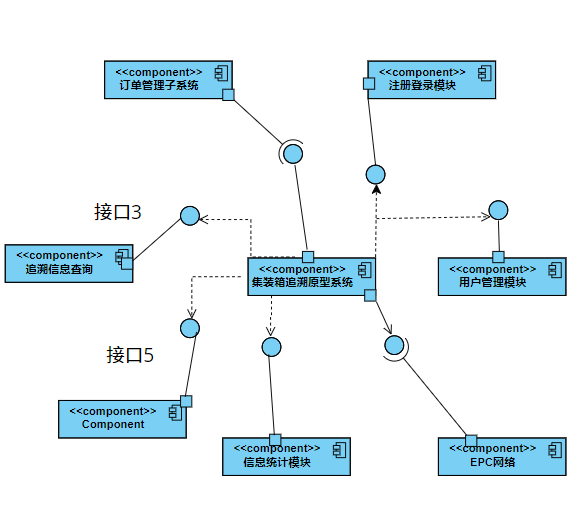 <<component>>
订单管理子系统
<<component>>
注册登录模块
接口3
<<component>>
追溯信息查询
<<component>>
集装箱追溯原型系统
<<component>>
用户管理模块
接口5
<<component>>
Component
<<component>>
信息统计模块
<<component>>
EPC网络